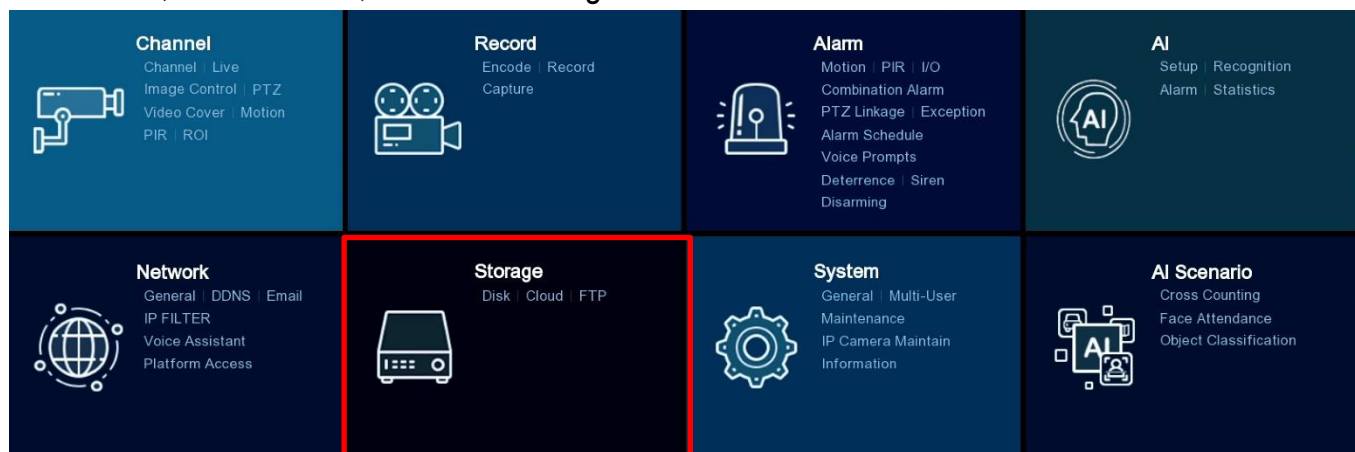 Channel
Channel | Live
Image Control | PTZ
Video Cover | Motion
PIR | ROI
Record
Encode | Record
Capture
Alarm
Motion | PIR | I/O
Combination Alarm
PTZ Linkage | Exception
Alarm Schedule
Voice Prompts
Deterrence | Siren
Disarming
AI
Setup | Recognition
Alarm | Statistics
AI
Network
General | DDNS | Email
IP FILTER
Voice Assistant
Platform Access
Storage
Disk | Cloud | FTP
System
General | Multi-User
Maintenance
IP Camera Maintain
Information
AI Scenario
Cross Counting
Face Attendance
Object Classification
AI